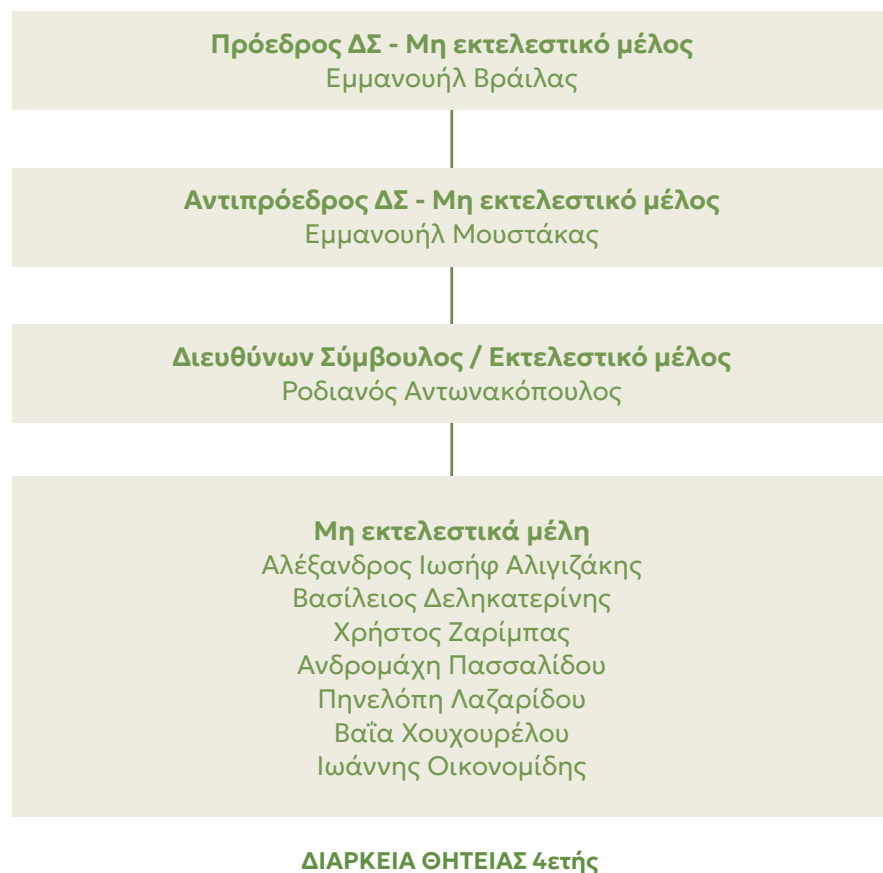 Πρόεδρος ΔΣ - Μη εκτελεστικό μέλος
Εμμανουήλ Βράιλας
Αντιπρόεδρος ΔΣ - Μη εκτελεστικό μέλος
Εμμανουήλ Μουστάκας
Διευθύνων Σύμβουλος / Εκτελεστικό μέλος
Ροδιανός Αντωνακόπουλος
Μη εκτελεστικά μέλη
Αλέξανδρος Ιωσήφ Αλιγιζάκης
Βασίλειος Δεληκατερίνης
Χρήστος Ζαρίμπας
Ανδρομάχη Πασσαλίδου
Πηνελόπη Λαζαρίδου
Βαΐα Χουχουρέλου
Ιωάννης Οικονομίδης
ΔΙΑΡΚΕΙΑ ΘΗΤΕΙΑΣ 4ετής